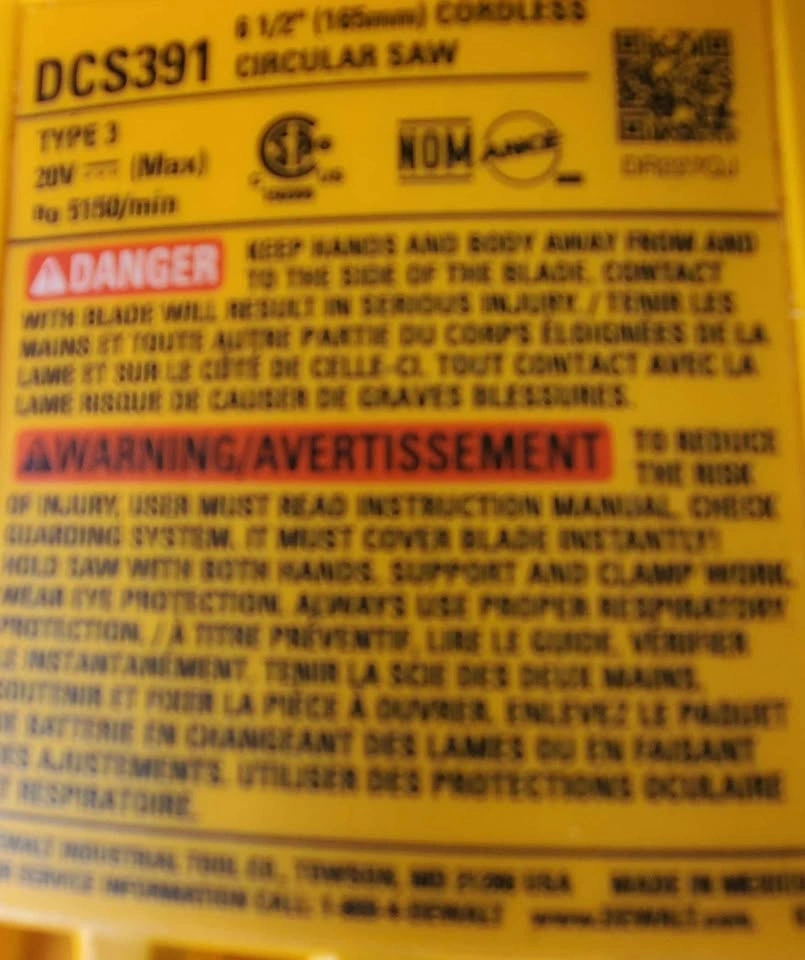 6 1/2" (165mm) CORDLESS
DCS391 CIRCULAR SAW
TYPE 3
20V (Max)
5150/min
NOM ANCE
DANGER KEEP HANDS AND BODY AWAY FROM AND
TO THE SIDE OF THE BLADE. CONTACT
WITH BLADE WILL RESULT IN SERIOUS INJURY. / TENIR LES
MAINS ET TOUTE AUTRE PARTIE DU CORPS ÉLOIGNÉES DE LA
LAME ET SUR LE CÔTÉ DE CELLE-CI. TOUT CONTACT AVEC LA
LAME RISQUE DE CAUSER DE GRAVES BLESSURES.
WARNING/AVERTISSEMENT TO REDUCE
THE RISK
OF INJURY, USER MUST READ INSTRUCTION MANUAL. CHECK
GUARDING SYSTEM. IT MUST COVER BLADE INSTANTLY!
HOLD SAW WITH BOTH HANDS. SUPPORT AND CLAMP WORK.
WEAR EYE PROTECTION. ALWAYS USE PROPER RESPIRATORY
PROTECTION. / À TITRE PRÉVENTIF, LIRE LE GUIDE. VÉRIFIER
INSTANTANÉMENT. TENIR LA SCIE DES DEUX MAINS.
SOUTENIR ET FIXER LA PIÈCE À OUVRER. ENLEVEZ LE PAQUET
DE BATTERIE EN CHANGEANT DES LAMES OU EN FAISANT
DES AJUSTEMENTS. UTILISER DES PROTECTIONS OCULAIRE
ET RESPIRATOIRE.
DEWALT INDUSTRIAL TOOL CO., TOWSON, MD 21286 USA MADE IN MEXICO
SERVICE INFORMATION CALL 1-800-4-DEWALT www.DEWALT.com